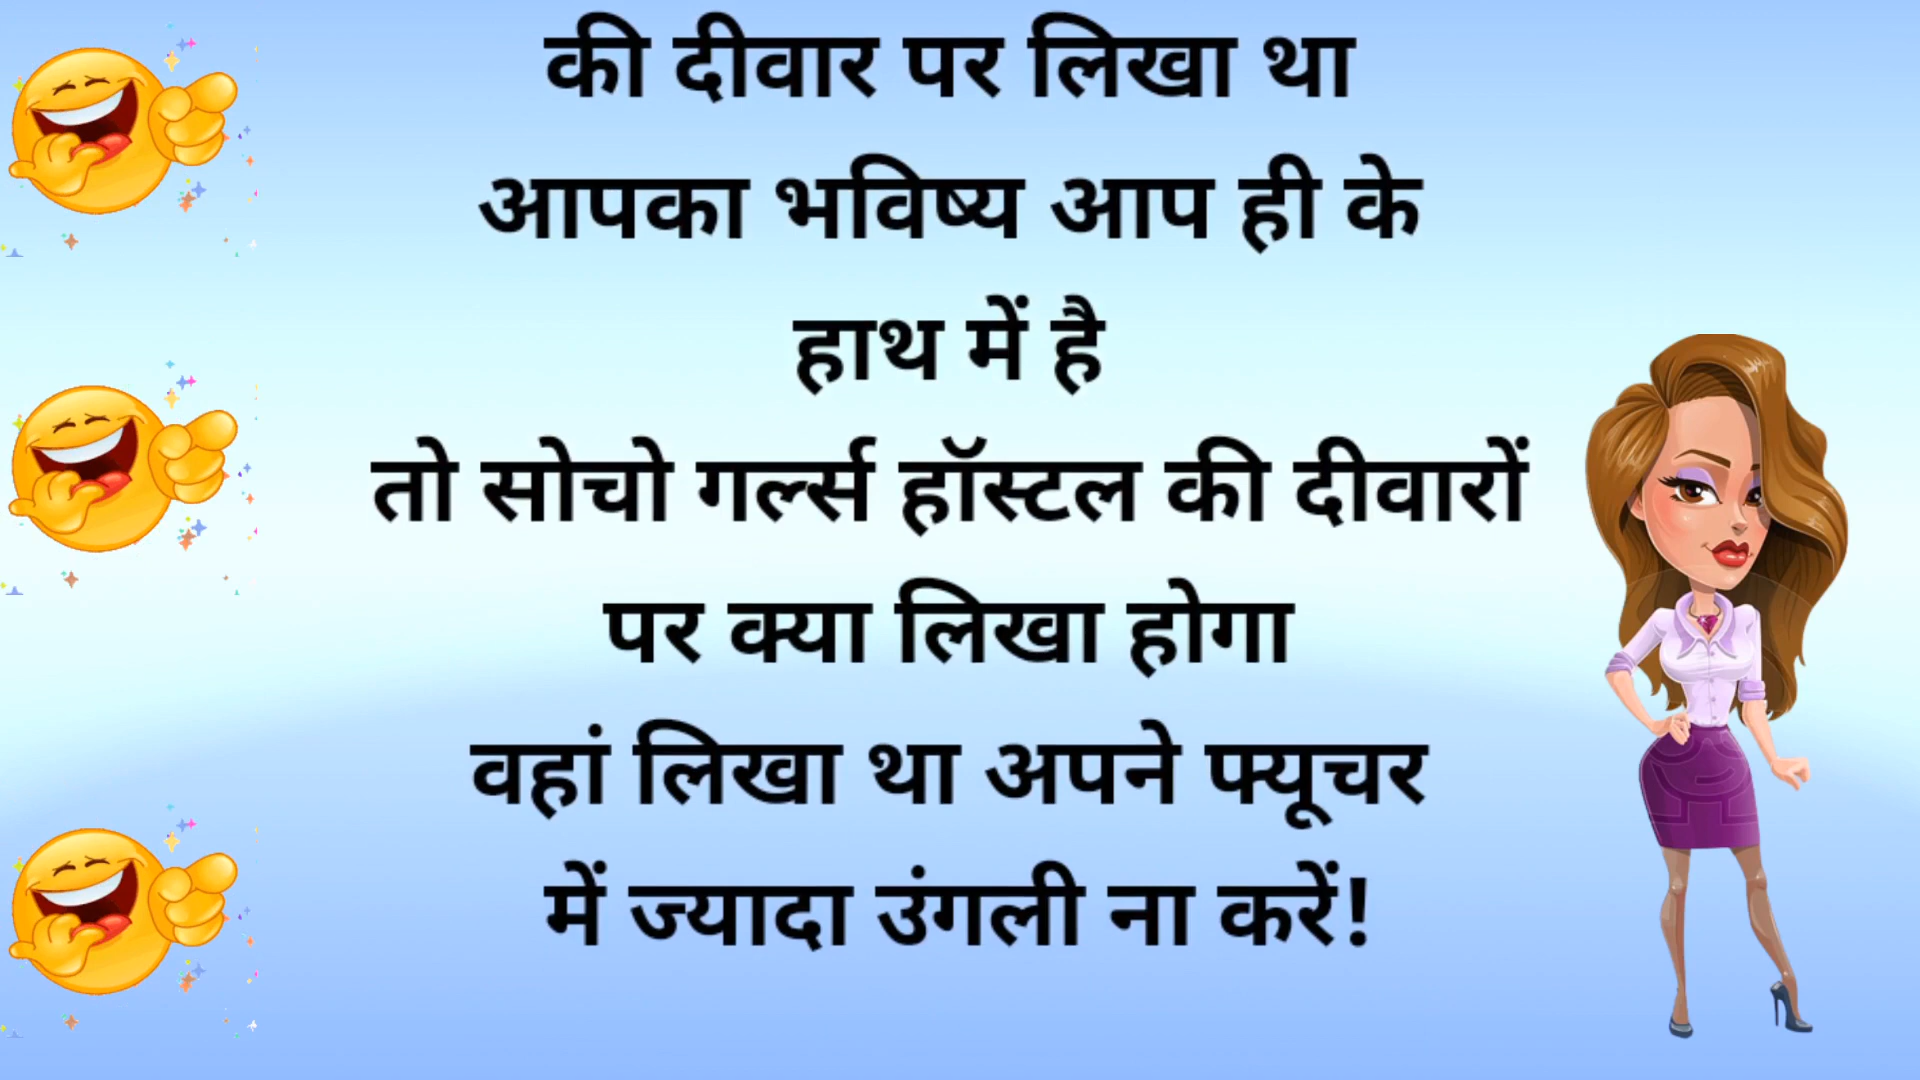 की दीवार पर लिखा था
आपका भविष्य आप ही के
हाथ में है
तो सोचो गर्ल्स हॉस्टल की दीवारों
पर क्या लिखा होगा
वहां लिखा था अपने फ्यूचर
में ज्यादा उंगली ना करें!